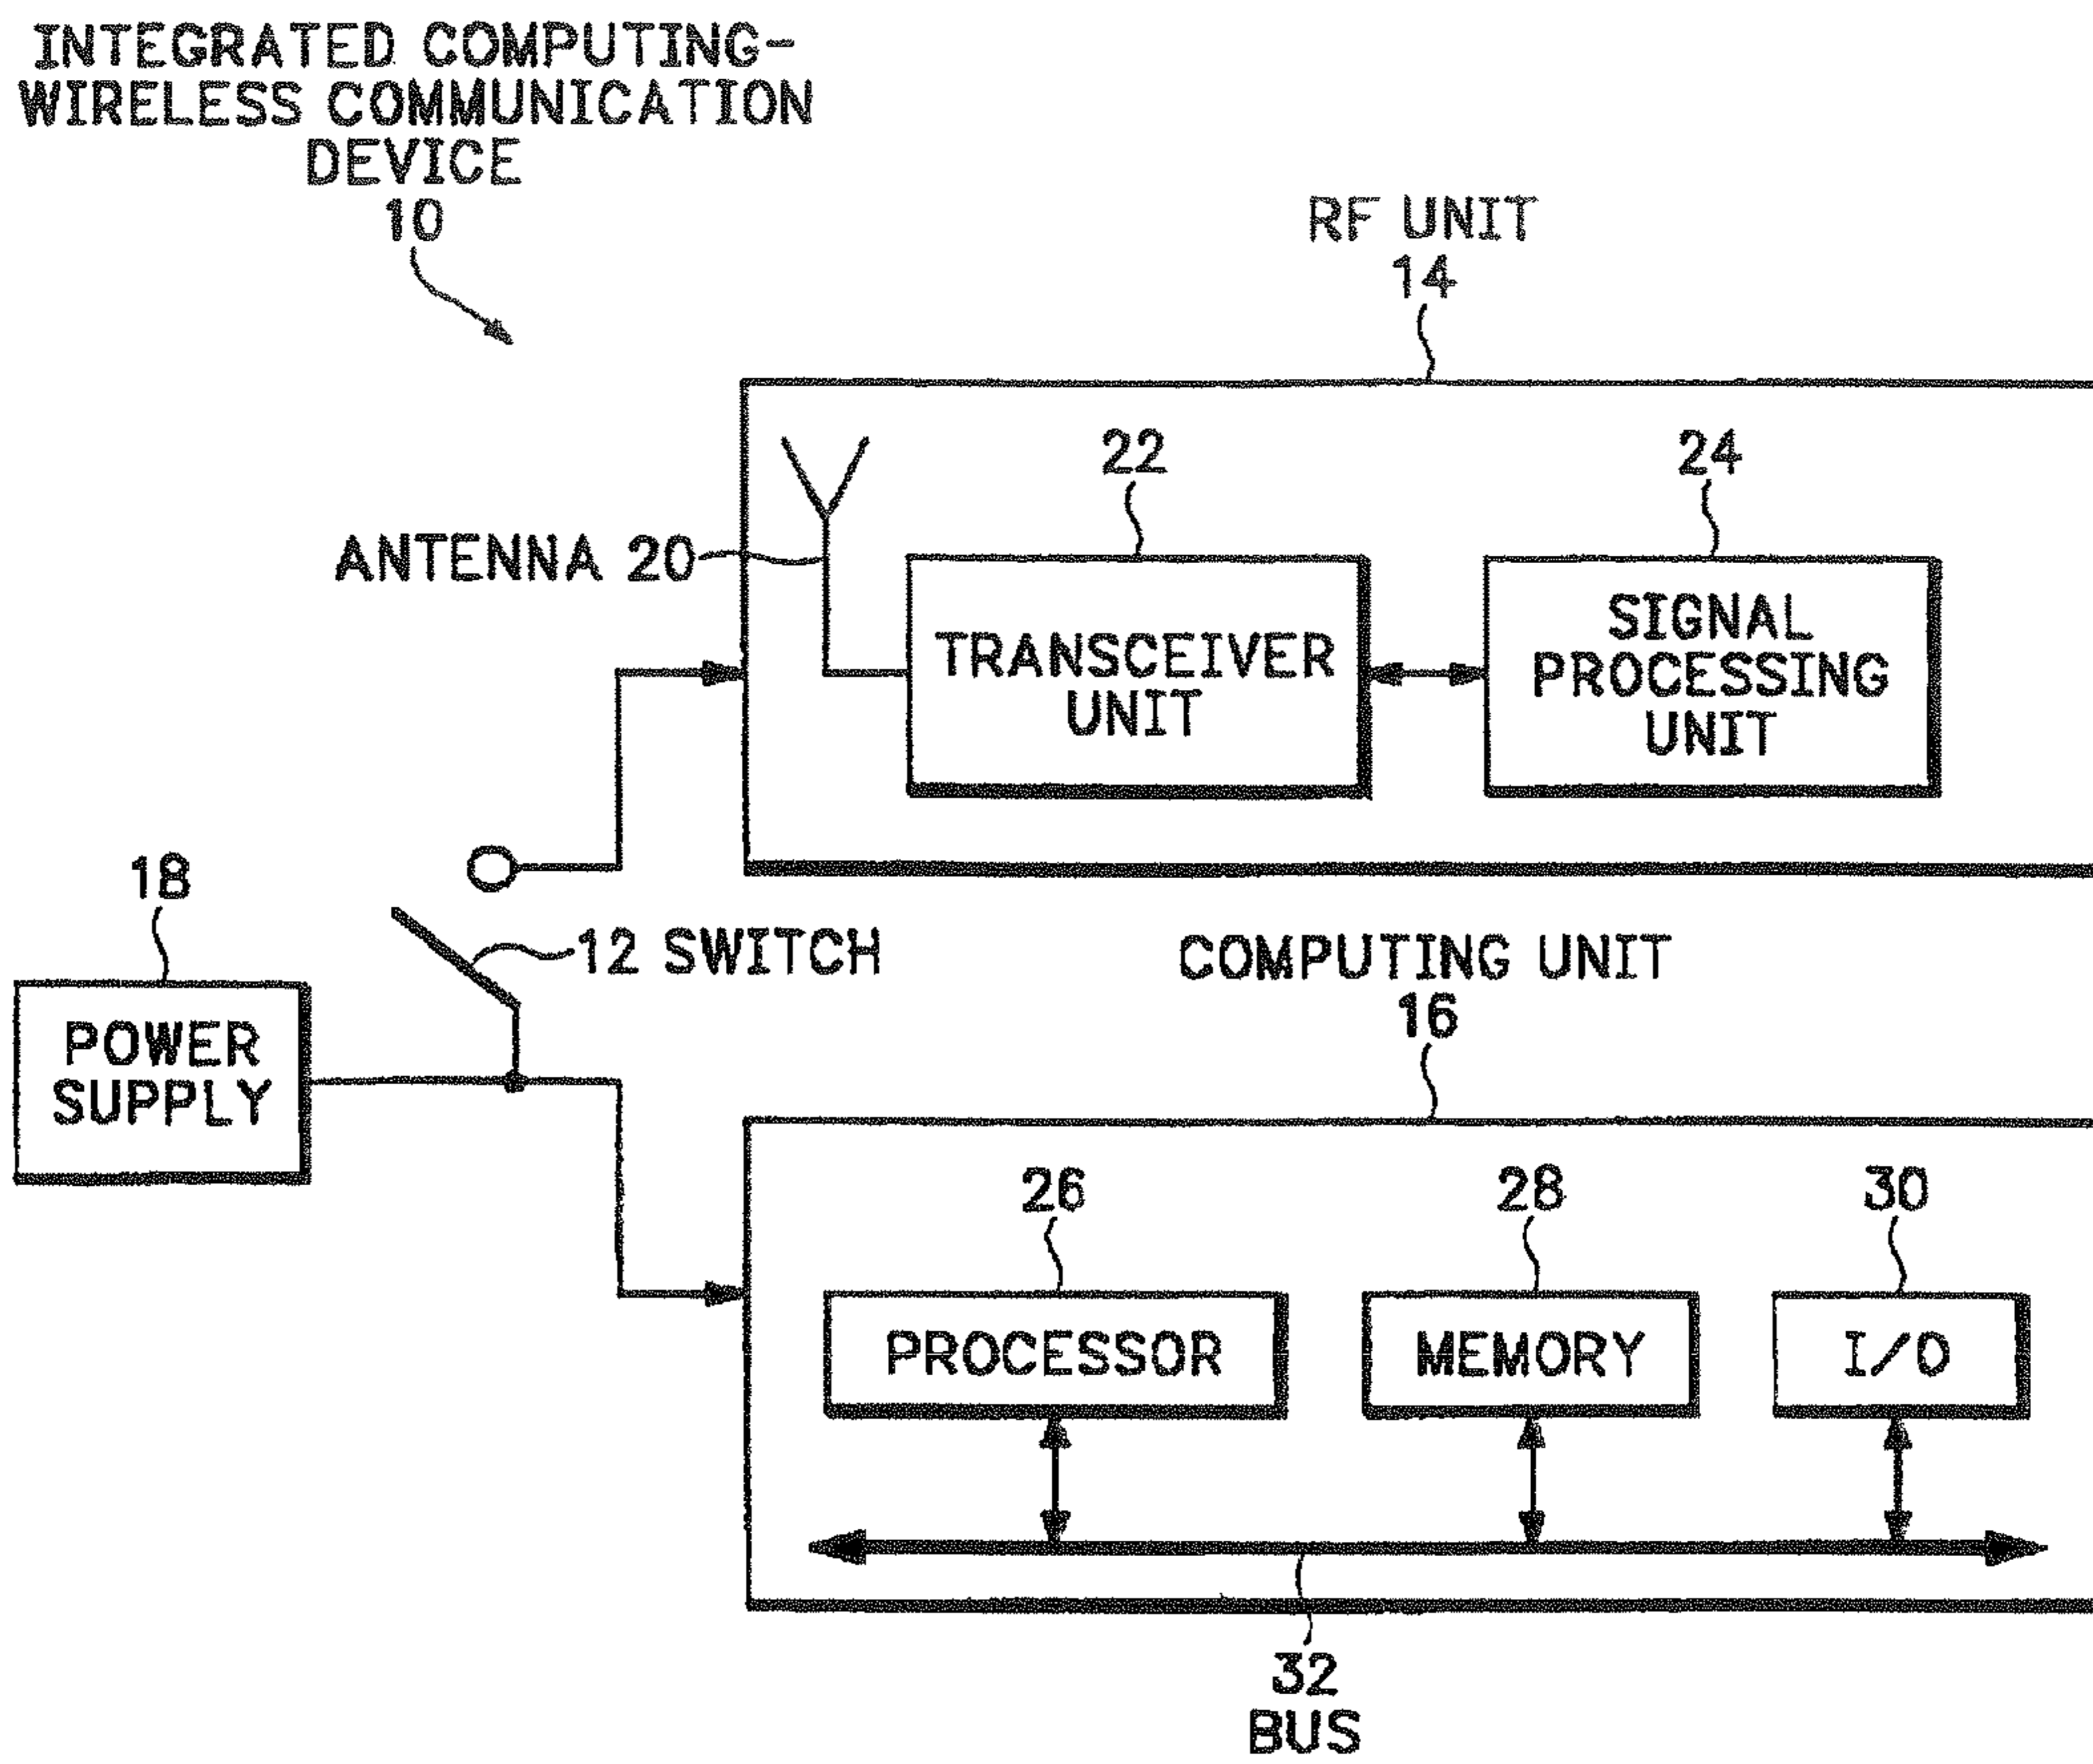 INTEGRATED COMPUTING-
WIRELESS COMMUNICATION
DEVICE
10
RF UNIT
14
22
24
ANTENNA 20
TRANSCEIVER
UNIT
SIGNAL
PROCESSING
UNIT
18
12 SWITCH
POWER
SUPPLY
COMPUTING UNIT
16
26
28
30
PROCESSOR
MEMORY
I/O
32
BUS